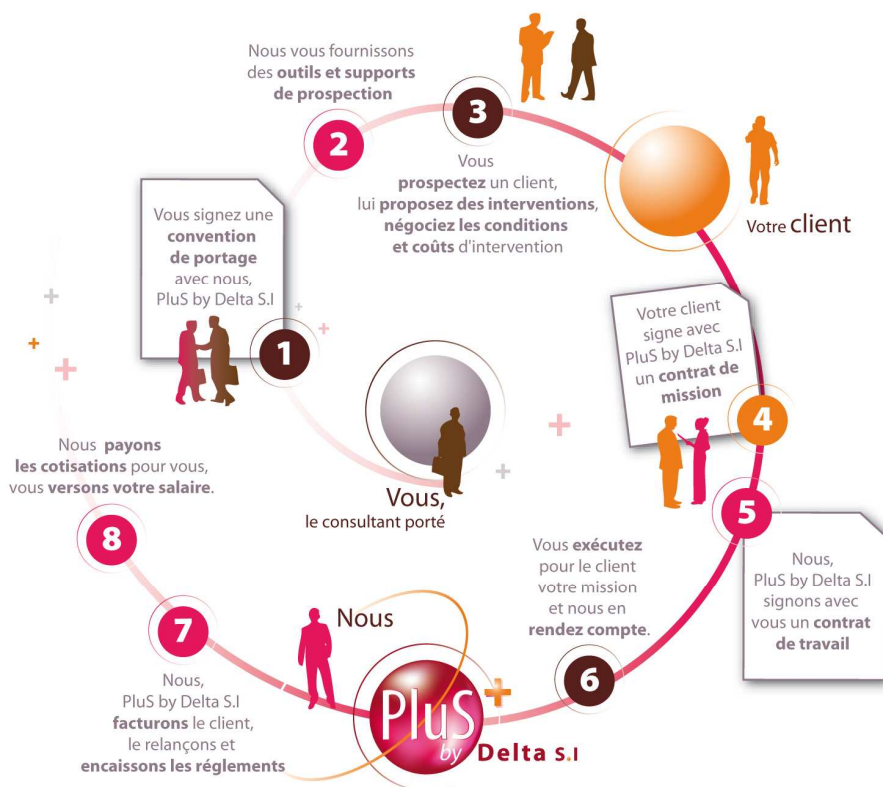 1
Vous signez une
convention
de portage
avec nous,
PluS by Delta S.I
2
Nous vous fournissons
des outils et supports
de prospection
3
Vous
prospectez un client,
lui proposez des interventions,
négociez les conditions
et coûts d'intervention
Votre client
Votre client
signe avec
PluS by Delta S.I
un contrat de
mission
4
5
Nous,
PluS by Delta S.I
signons avec
vous un contrat
de travail
Vous,
le consultant porté
Vous exécutez
pour le client
votre mission
et nous en
rendez compte.
6
Nous
PluS
by Delta S.I
7
Nous,
PluS by Delta S.I
facturons le client,
le relançons et
encaissons les réglements
8
Nous payons
les cotisations pour vous,
vous versons votre salaire.